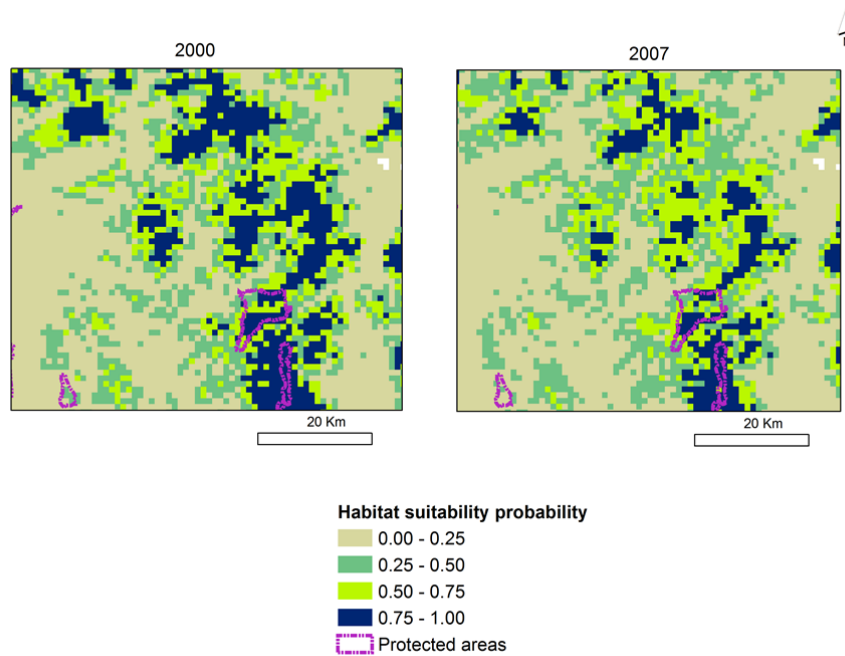 2000
2007
20 Km
20 Km
Habitat suitability probability
0.00 - 0.25
0.25 - 0.50
0.50 - 0.75
0.75 - 1.00
Protected areas